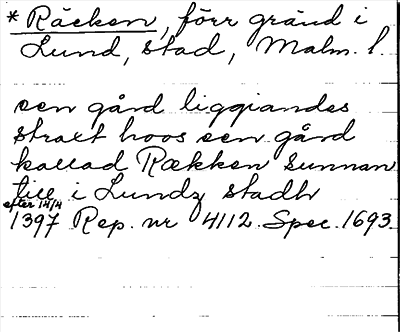 * Räcken, förr gränd i
Lund, stad, Malm. l.
een gård liggiandes
straxt hoos een gård
kallad Rækken sunnan
till i Lundz stadh
efter 14/4
1397 Rep. nr 4112. Spec. 1693.